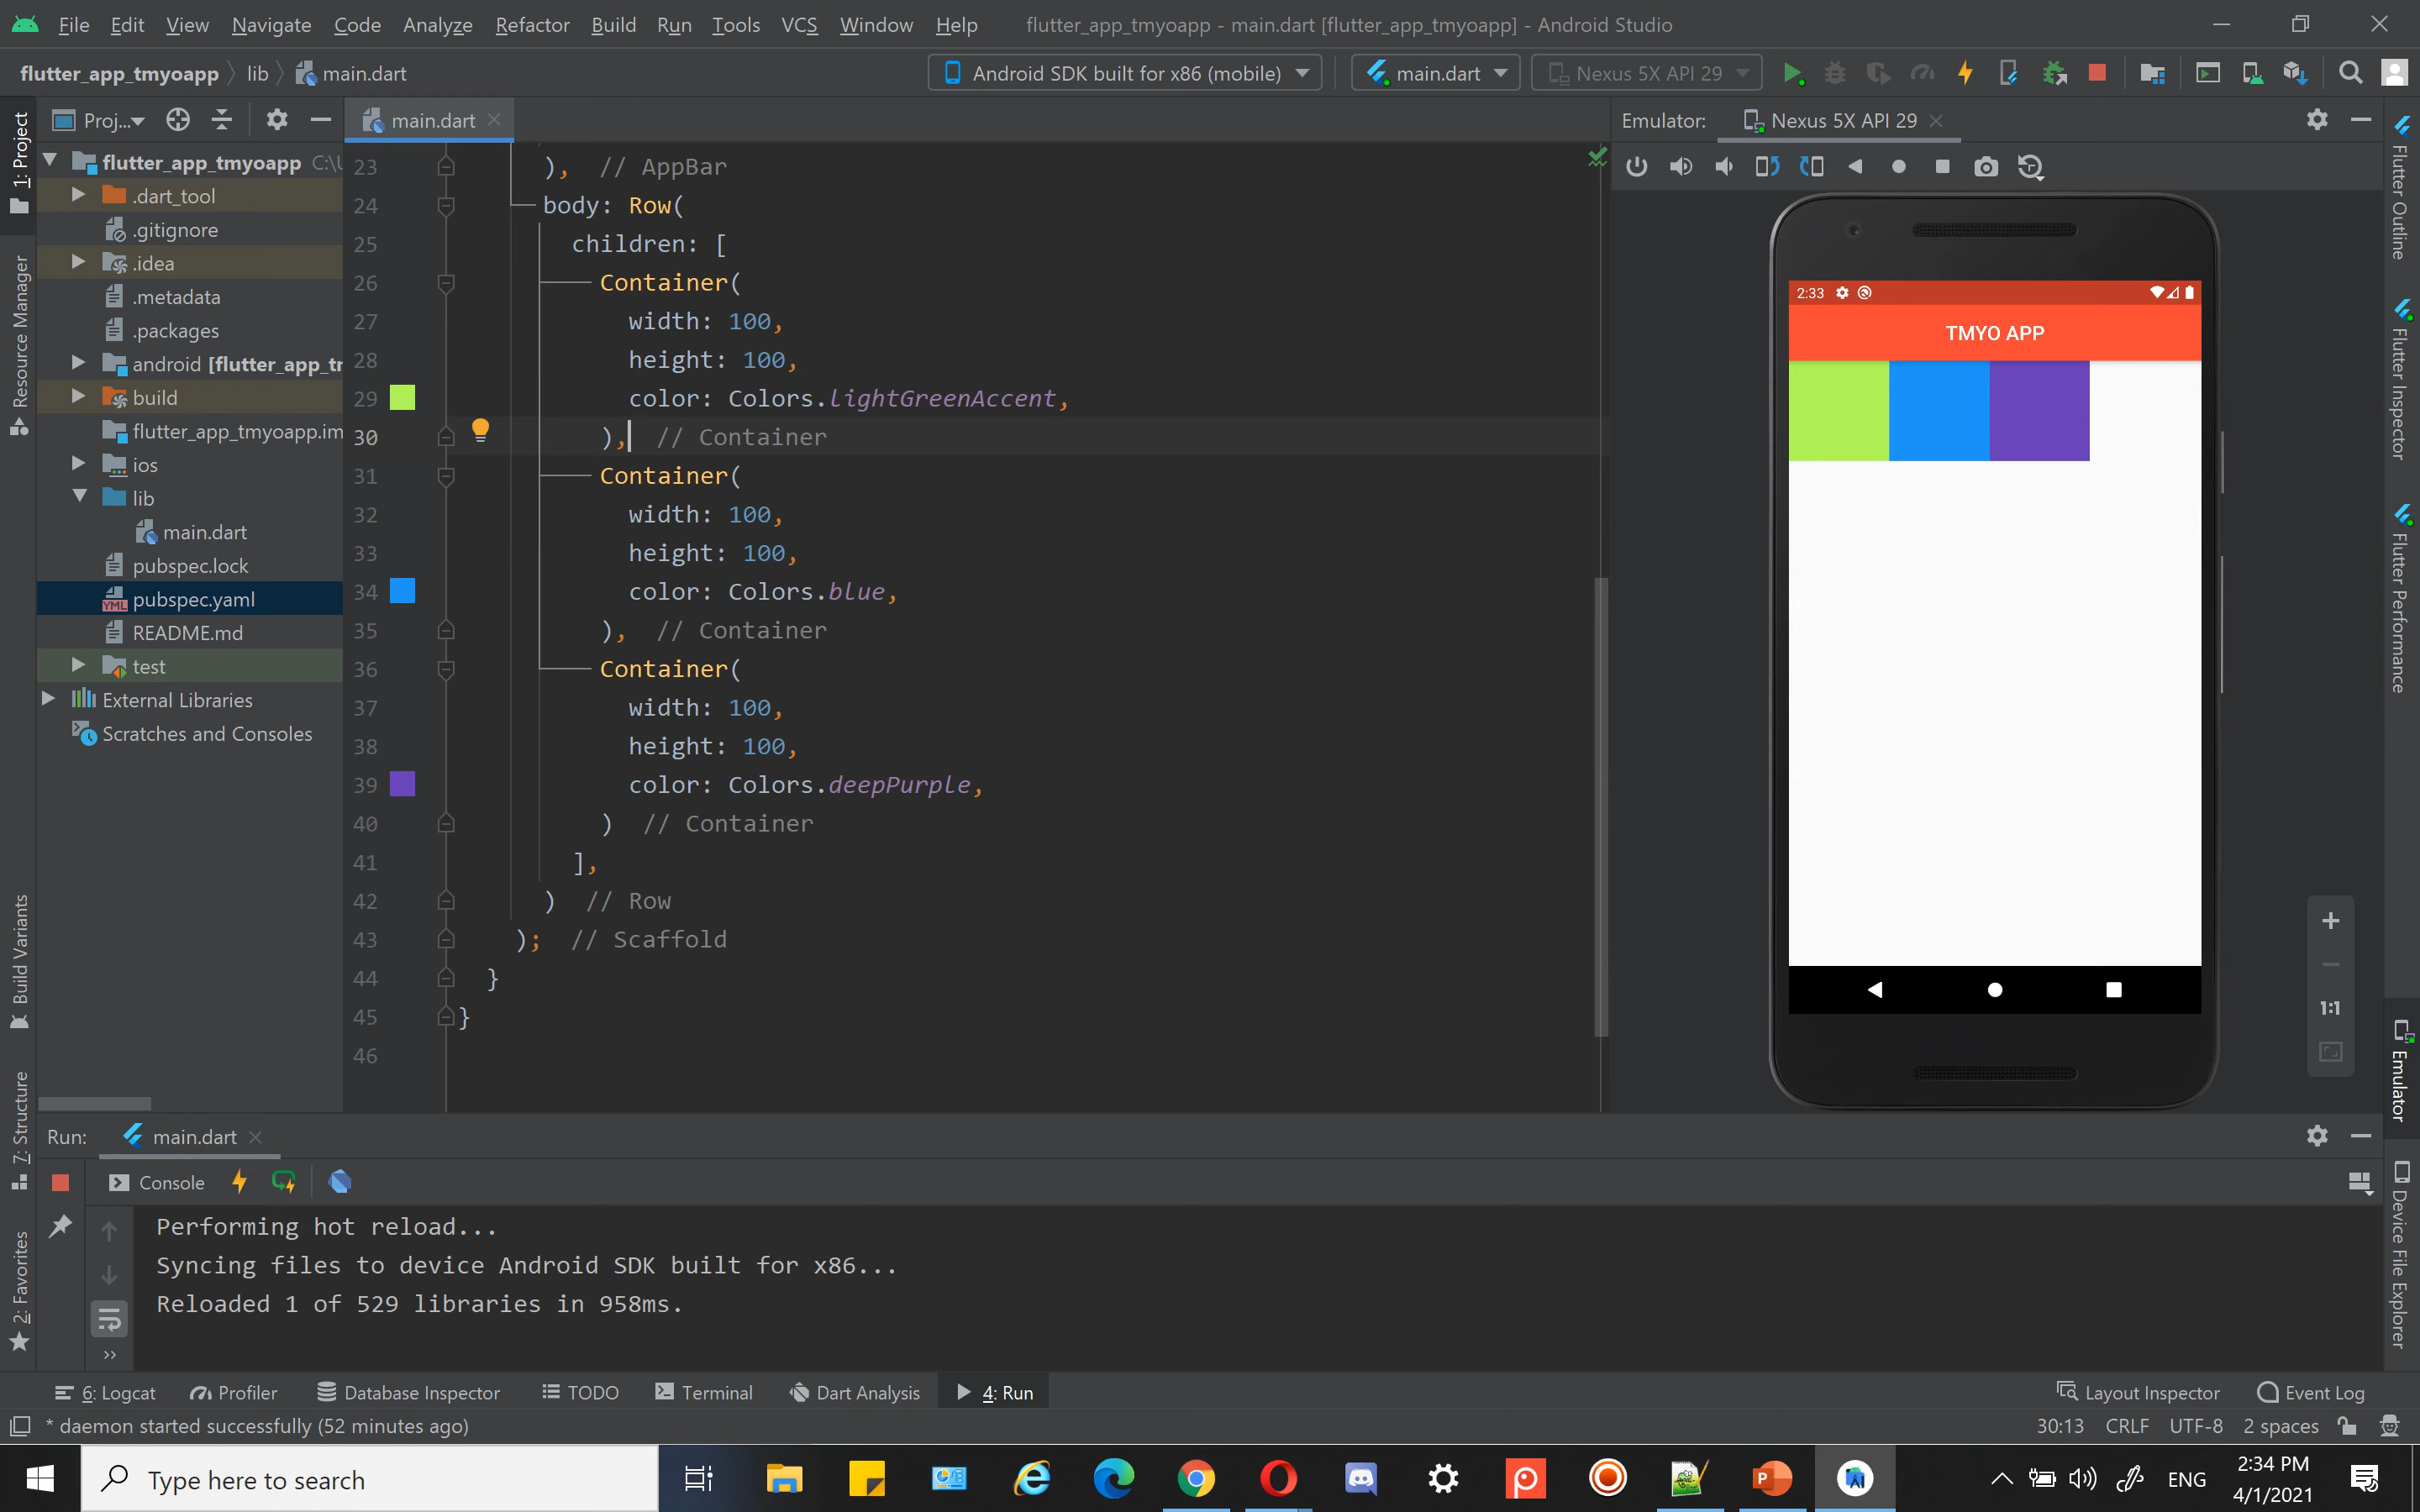 File Edit View Navigate Code Analyze Refactor Build Run Tools VCS Window Help flutter_app_tmyoapp - main.dart [flutter_app_tmyoapp] - Android Studio
flutter_app_tmyoapp lib main.dart Android SDK built for x86 (mobile) main.dart Nexus 5X API 29
1: Project
Resource Manager
Build Variants
7: Structure
2: Favorites
Proj...
flutter_app_tmyoapp C:\U
.dart_tool
.gitignore
.idea
.metadata
.packages
android [flutter_app_tr
build
flutter_app_tmyoapp.im
ios
lib
main.dart
pubspec.lock
YML pubspec.yaml
README.md
test
External Libraries
Scratches and Consoles
main.dart
23 ), // AppBar
24 body: Row(
25 children: [
26 Container(
27 width: 100,
28 height: 100,
29 color: Colors.lightGreenAccent,
30 ), // Container
31 Container(
32 width: 100,
33 height: 100,
34 color: Colors.blue,
35 ), // Container
36 Container(
37 width: 100,
38 height: 100,
39 color: Colors.deepPurple,
40 ) // Container
41 ],
42 ) // Row
43 ); // Scaffold
44 }
45 }
46
Emulator: Nexus 5X API 29
2:33
TMYO APP
1:1
Flutter Outline
Flutter Inspector
Flutter Performance
Emulator
Device File Explorer
Run: main.dart
Console
Performing hot reload...
Syncing files to device Android SDK built for x86...
Reloaded 1 of 529 libraries in 958ms.
6: Logcat Profiler Database Inspector TODO Terminal Dart Analysis 4: Run Layout Inspector Event Log
* daemon started successfully (52 minutes ago) 30:13 CRLF UTF-8 2 spaces
Type here to search
ENG
2:34 PM
4/1/2021